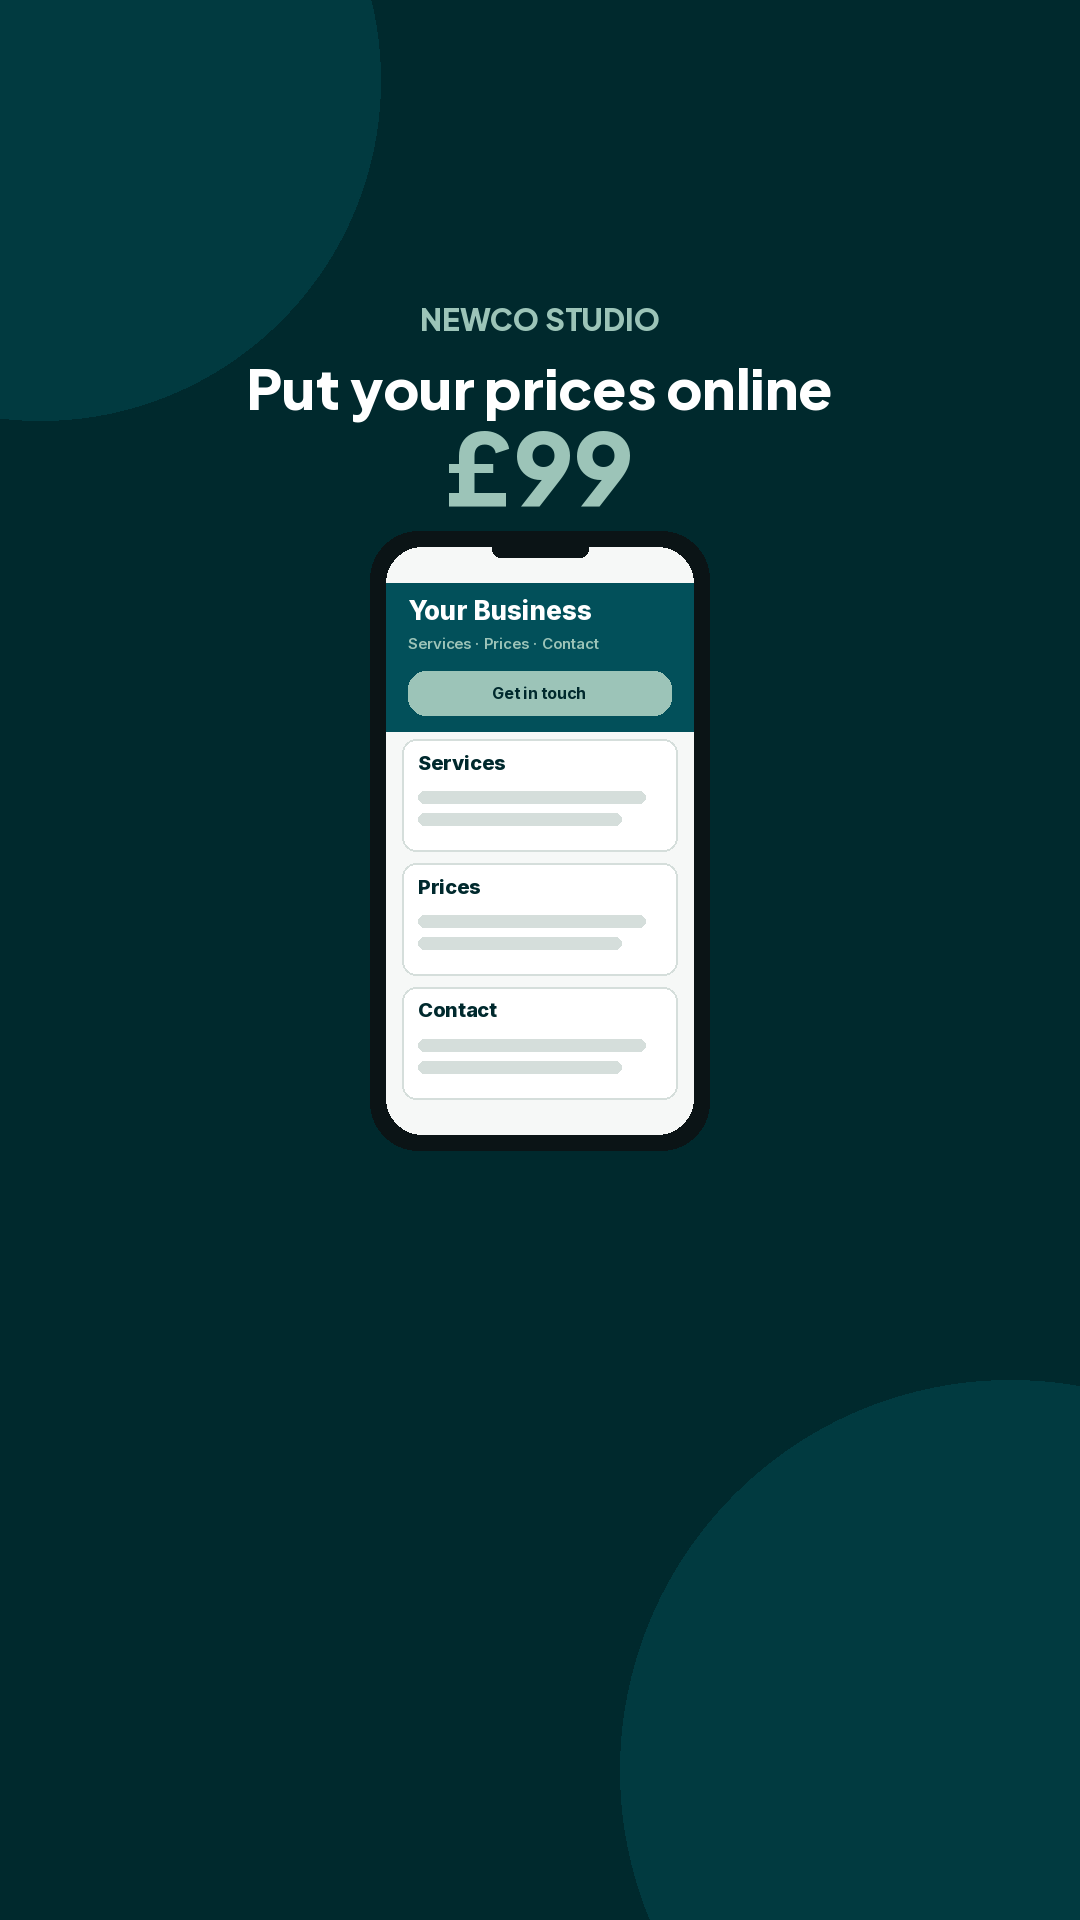 NEWCO STUDIO
Put your prices online
£99
Your Business
Services · Prices · Contact
Get in touch
Services
Prices
Contact